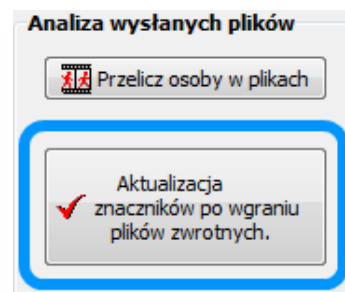 Analiza wysłanych plików
Przelicz osoby w plikach
Aktualizacja
znaczników po wgraniu
plików zwrotnych.